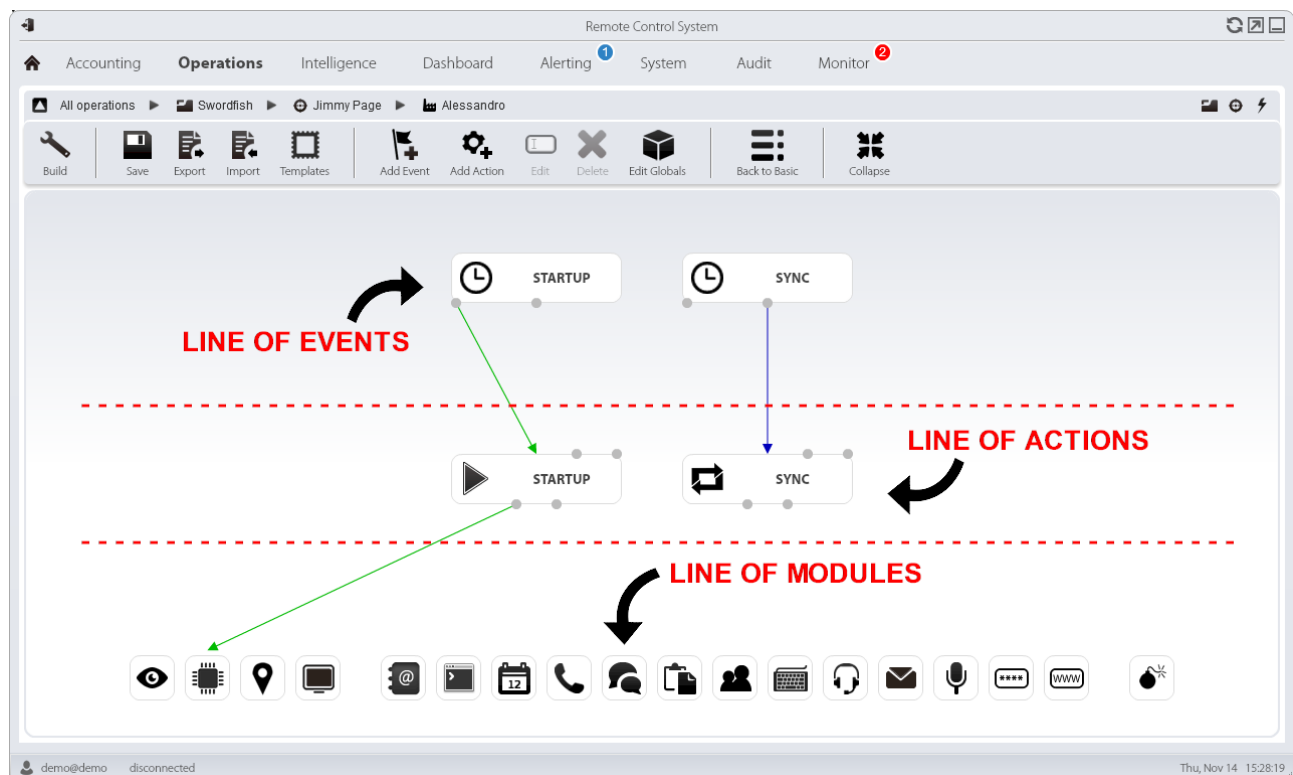 Remote Control System
Accounting Operations Intelligence Dashboard Alerting 1 System Audit Monitor 2
All operations Swordfish Jimmy Page Alessandro
Build Save Export Import Templates Add Event Add Action Edit Delete Edit Globals Back to Basic Collapse
STARTUP SYNC
LINE OF EVENTS
LINE OF ACTIONS
STARTUP SYNC
LINE OF MODULES
@ 12 **** WWW
demo@demo disconnected Thu, Nov 14 15:28:19